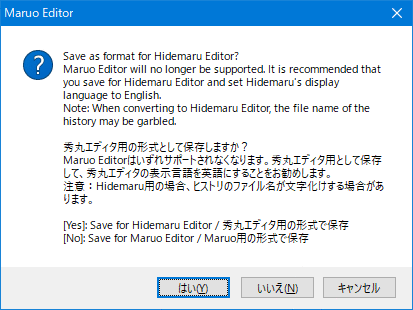 Maruo Editor
Save as format for Hidemaru Editor?
Maruo Editor will no longer be supported. It is recommended that
you save for Hidemaru Editor and set Hidemaru's display
language to English.
Note: When converting to Hidemaru Editor, the file name of the
history may be garbled.
秀丸エディタ用の形式として保存しますか？
Maruo Editorはいずれサポートされなくなります。秀丸エディタ用として保存
して、秀丸エディタの表示言語を英語にすることをお勧めします。
注意：Hidemaru用の場合、ヒストリのファイル名が文字化けする場合があ
ります。
[Yes]: Save for Hidemaru Editor / 秀丸エディタ用の形式で保存
[No]: Save for Maruo Editor / Maruo用の形式で保存
はい(Y)
いいえ(N)
キャンセル